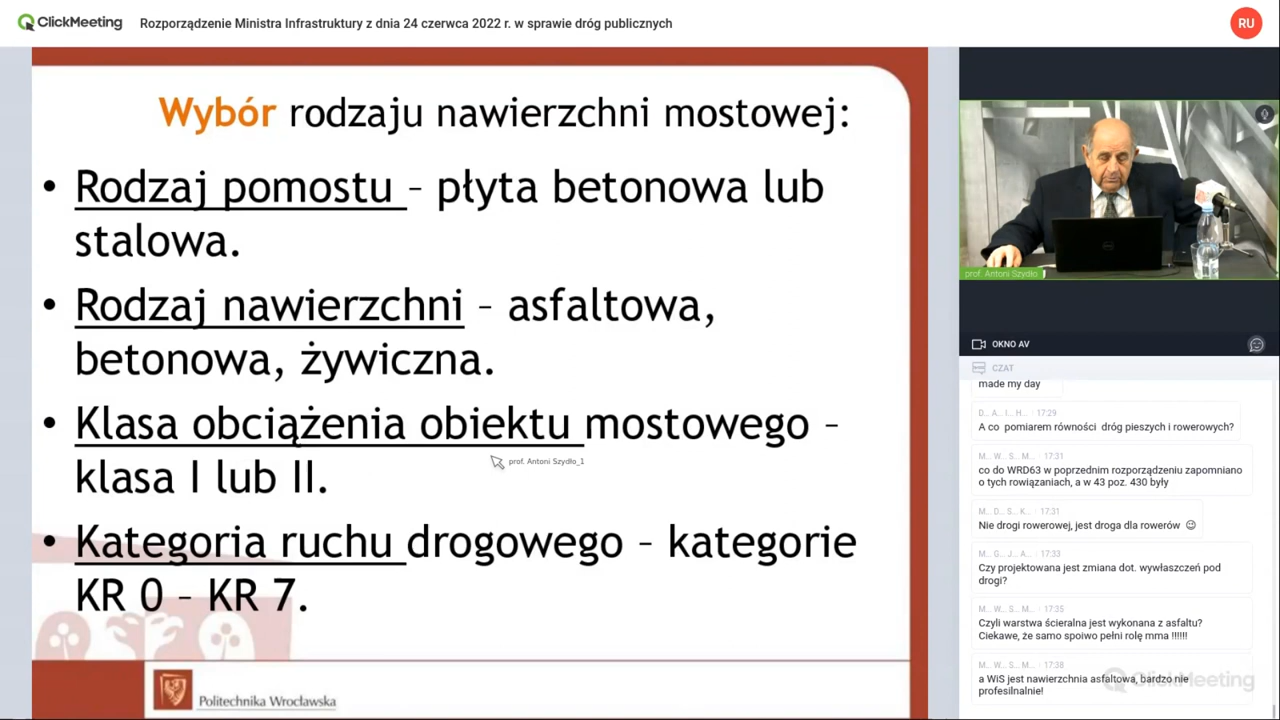 ClickMeeting
Rozporządzenie Ministra Infrastruktury z dnia 24 czerwca 2022 r. w sprawie dróg publicznych
RU
Wybór rodzaju nawierzchni mostowej:
• Rodzaj pomostu – płyta betonowa lub
stalowa.
• Rodzaj nawierzchni – asfaltowa,
betonowa, żywiczna.
• Klasa obciążenia obiektu mostowego –
klasa I lub II.
prof. Antoni Szydło_1
• Kategoria ruchu drogowego – kategorie
KR 0 – KR 7.
Politechnika Wrocławska
prof. Antoni Szydło
OKNO AV
CZAT
made my day
D... A... I... H... 17:29
A co pomiarem równości dróg pieszych i rowerowych?
M... W... S... M... 17:31
co do WRD63 w poprzednim rozporządzeniu zapomniano
o tych rowiązaniach, a w 43 poz. 430 były
M... D... S... K... 17:31
Nie drogi rowerowej, jest droga dla rowerów 😉
M... G... J... A... 17:33
Czy projektowana jest zmiana dot. wywłaszczeń pod
drogi?
M... W... S... M... 17:35
Czyli warstwa ścieralna jest wykonana z asfaltu?
Ciekawe, że samo spoiwo pełni rolę mma !!!!!!
M... W... S... M... 17:38
a WiS jest nawierzchnia asfaltowa, bardzo nie
profesilnalnie!
ClickMeeting